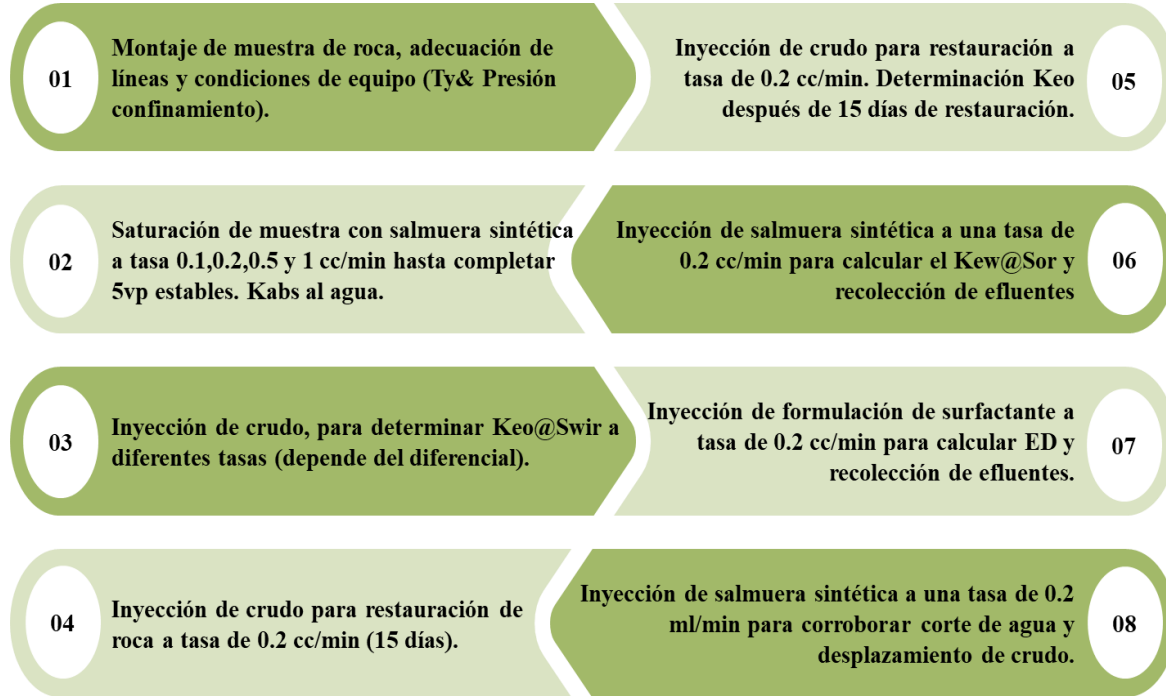 01
Montaje de muestra de roca, adecuación de
líneas y condiciones de equipo (Ty& Presión
confinamiento).
02
Saturación de muestra con salmuera sintética
a tasa 0.1,0.2,0.5 y 1 cc/min hasta completar
5vp estables. Kabs al agua.
03
Inyección de crudo, para determinar Keo@Swir a
diferentes tasas (depende del diferencial).
04
Inyección de crudo para restauración de
roca a tasa de 0.2 cc/min (15 días).
Inyección de crudo para restauración a
tasa de 0.2 cc/min. Determinación Keo
después de 15 días de restauración.
05
Inyección de salmuera sintética a una tasa de
0.2 cc/min para calcular el Kew@Sor y
recolección de efluentes
06
Inyección de formulación de surfactante a
tasa de 0.2 cc/min para calcular ED y
recolección de efluentes.
07
Inyección de salmuera sintética a una tasa de 0.2
ml/min para corroborar corte de agua y
desplazamiento de crudo.
08